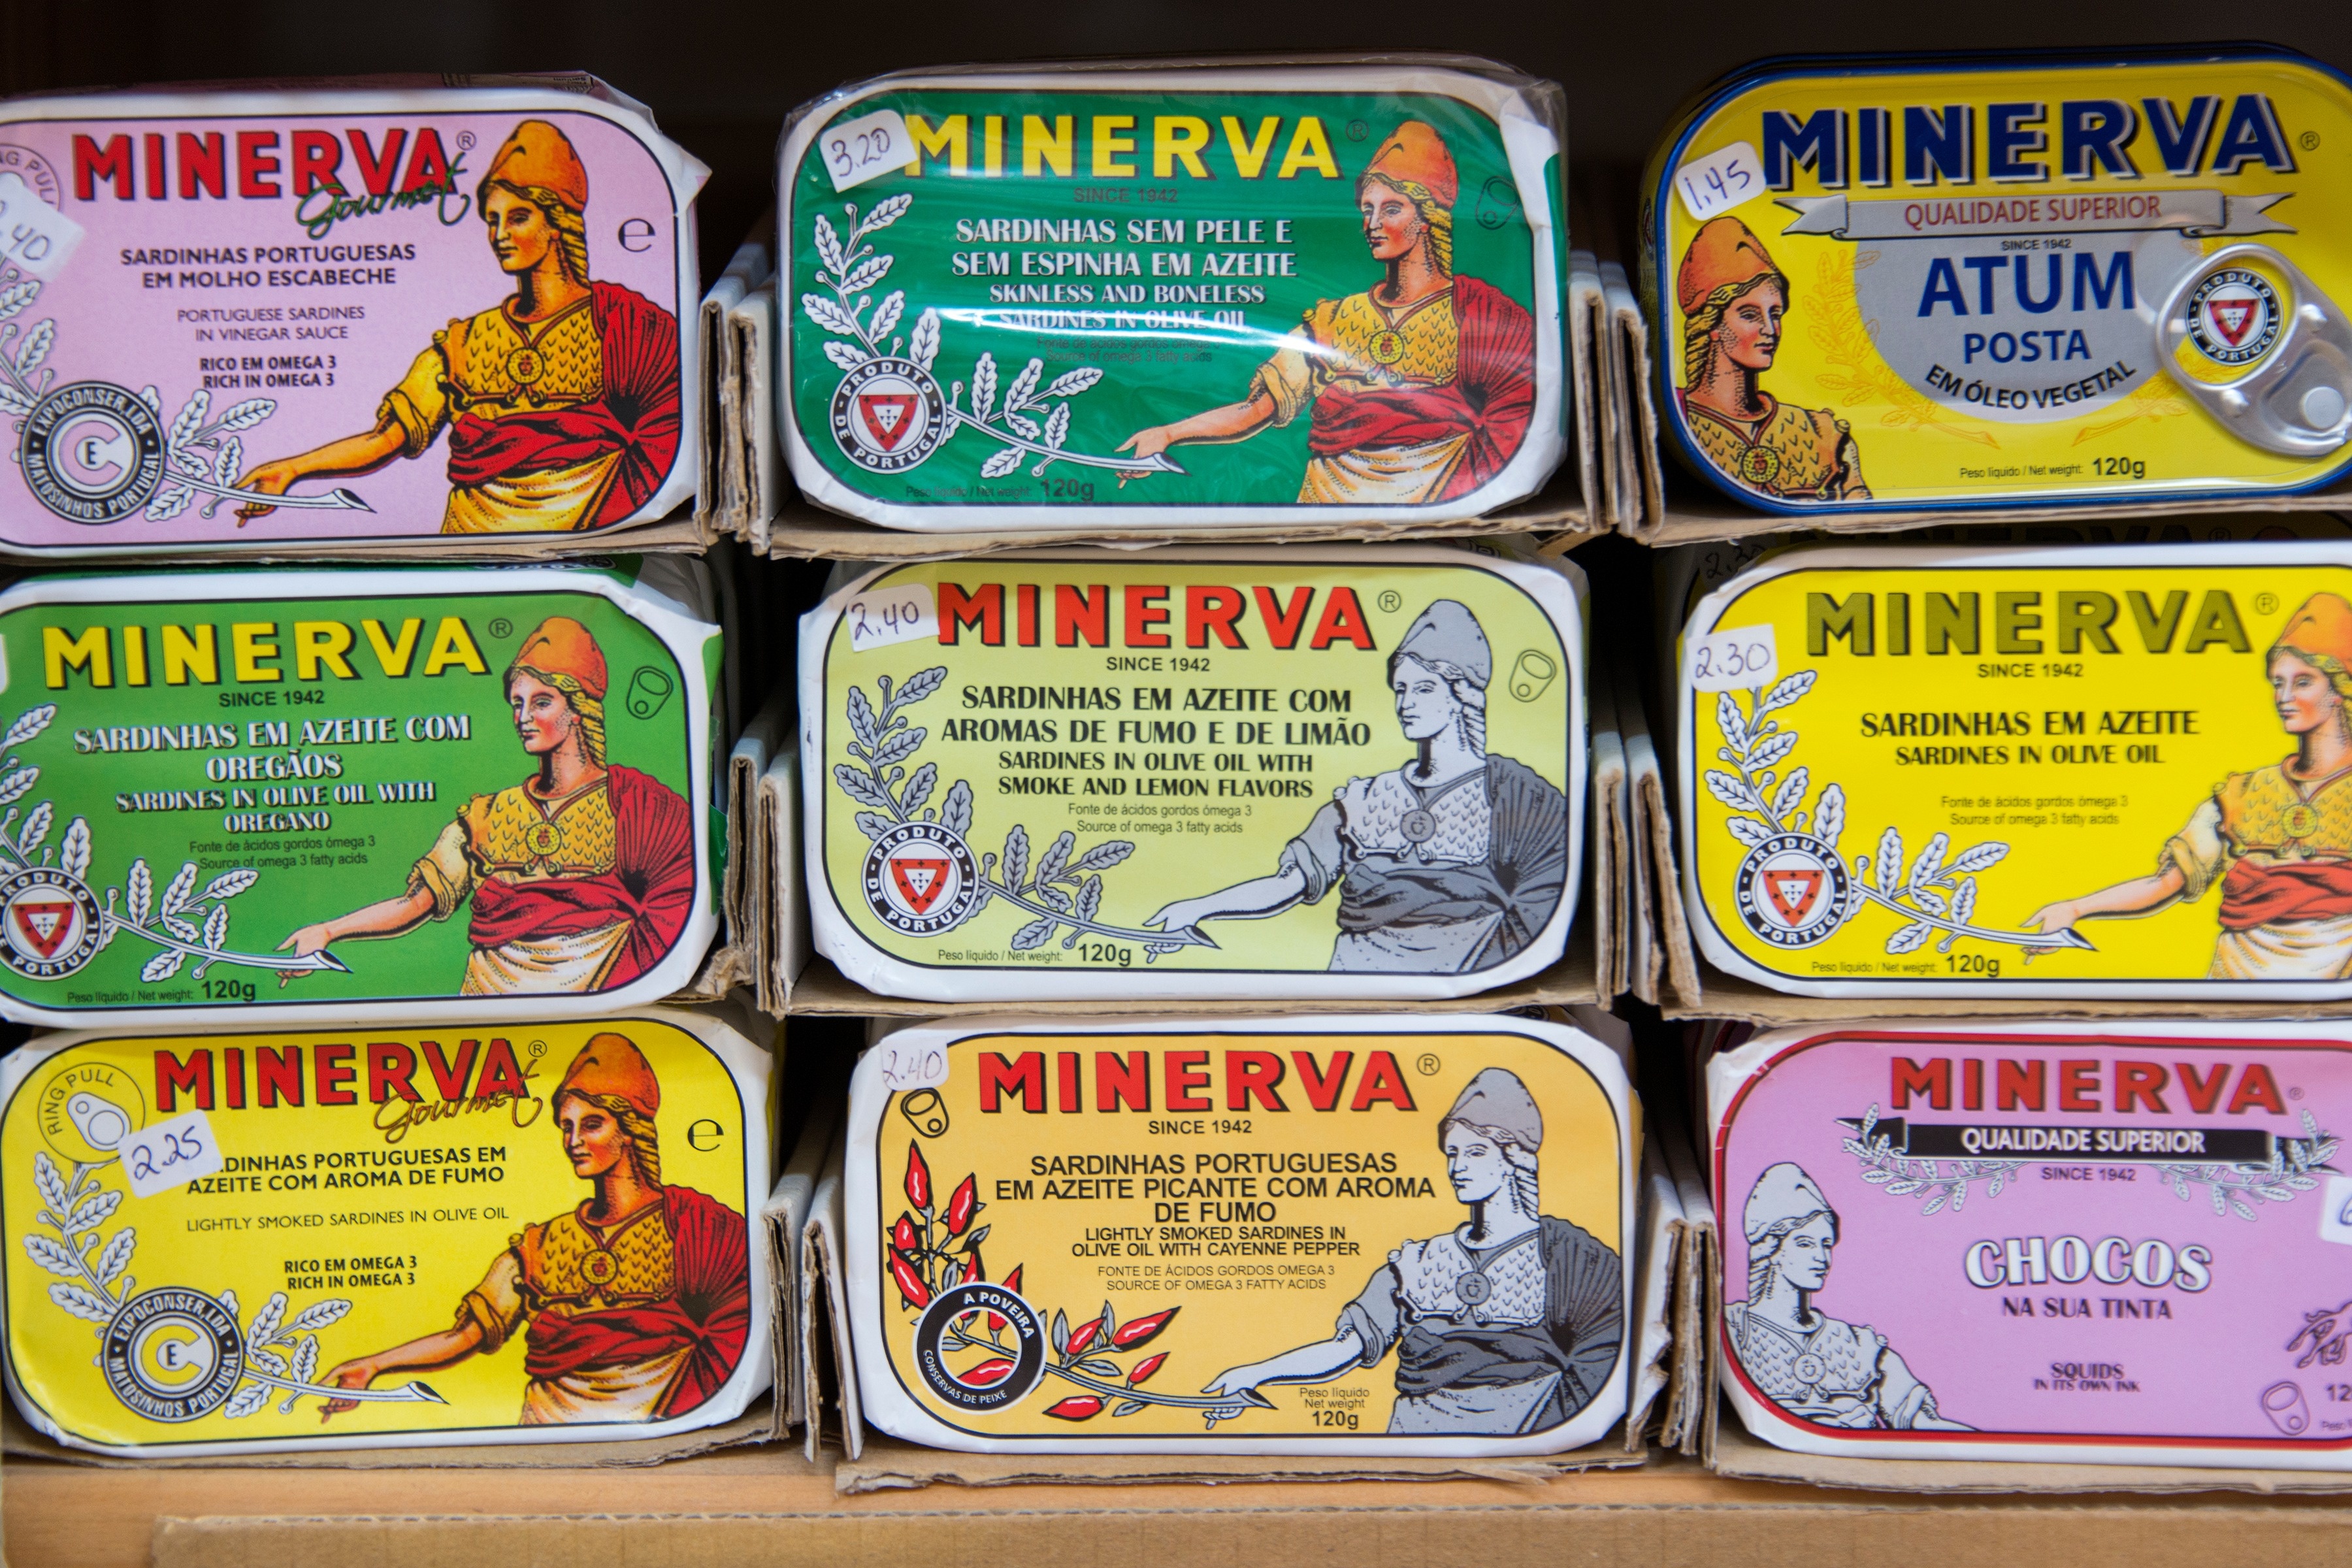 MINERVA®
Gourmet
SARDINHAS PORTUGUESAS
EM MOLHO ESCABECHE
PORTUGUESE SARDINES
IN VINEGAR SAUCE
RICO EM OMEGA 3
RICH IN OMEGA 3
e
EXPOCONSER, LDA
MATOSINHOS PORTUGAL
C E
3.20
MINERVA®
SINCE 1942
SARDINHAS SEM PELE E
SEM ESPINHA EM AZEITE
SKINLESS AND BONELESS
SARDINES IN OLIVE OIL
Fonte de ácidos gordos ómega 3
Source of omega 3 fatty acids
PRODUTO DE PORTUGAL
Peso líquido / Net weight: 120g
1,45
MINERVA®
QUALIDADE SUPERIOR
SINCE 1942
ATUM
POSTA
EM ÓLEO VEGETAL
PRODUTO DE PORTUGAL
Peso líquido / Net weight: 120g
MINERVA®
SINCE 1942
SARDINHAS EM AZEITE COM
OREGÃOS
SARDINES IN OLIVE OIL WITH
OREGANO
Fonte de ácidos gordos ómega 3
Source of omega 3 fatty acids
PRODUTO DE PORTUGAL
Peso líquido / Net weight: 120g
2.40
MINERVA®
SINCE 1942
SARDINHAS EM AZEITE COM
AROMAS DE FUMO E DE LIMÃO
SARDINES IN OLIVE OIL WITH
SMOKE AND LEMON FLAVORS
Fonte de ácidos gordos ómega 3
Source of omega 3 fatty acids
PRODUTO DE PORTUGAL
Peso líquido / Net weight: 120g
2.30
MINERVA®
SINCE 1942
SARDINHAS EM AZEITE
SARDINES IN OLIVE OIL
Fonte de ácidos gordos ómega 3
Source of omega 3 fatty acids
PRODUTO DE PORTUGAL
Peso líquido / Net weight: 120g
RING PULL
MINERVA®
Gourmet
2.25
PORTUGUESAS EM
AZEITE COM AROMA DE FUMO
LIGHTLY SMOKED SARDINES IN OLIVE OIL
RICO EM OMEGA 3
RICH IN OMEGA 3
e
EXPOCONSER, LDA
MATOSINHOS PORTUGAL
C E
2.40
MINERVA®
SINCE 1942
SARDINHAS PORTUGUESAS
EM AZEITE PICANTE COM AROMA
DE FUMO
LIGHTLY SMOKED SARDINES IN
OLIVE OIL WITH CAYENNE PEPPER
FONTE DE ÁCIDOS GORDOS OMEGA 3
SOURCE OF OMEGA 3 FATTY ACIDS
A POVEIRA
CONSERVAS DE PEIXE
Peso líquido
Net weight
120g
MINERVA®
QUALIDADE SUPERIOR
SINCE 1942
CHOCOS
NA SUA TINTA
SQUIDS
IN ITS OWN INK